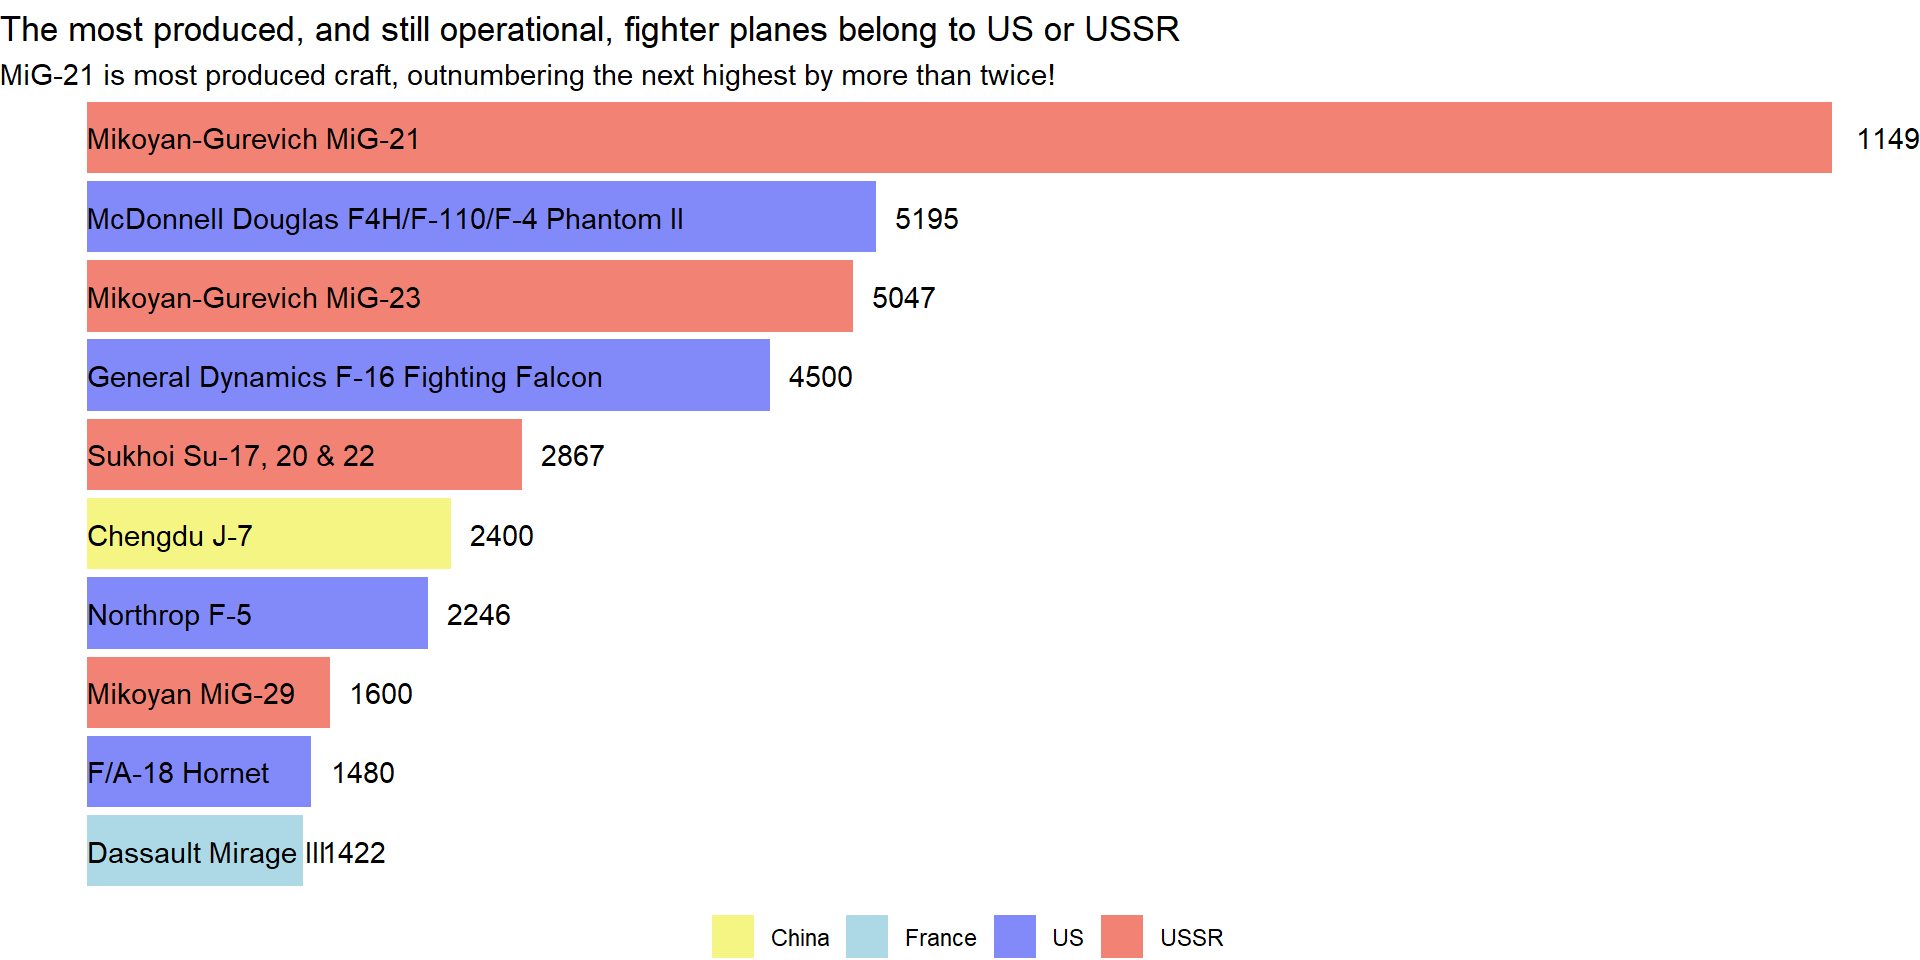 The most produced, and still operational, fighter planes belong to US or USSR
MiG-21 is most produced craft, outnumbering the next highest by more than twice!
Mikoyan-Gurevich MiG-21 1149
McDonnell Douglas F4H/F-110/F-4 Phantom II 5195
Mikoyan-Gurevich MiG-23 5047
General Dynamics F-16 Fighting Falcon 4500
Sukhoi Su-17, 20 & 22 2867
Chengdu J-7 2400
Northrop F-5 2246
Mikoyan MiG-29 1600
F/A-18 Hornet 1480
Dassault Mirage III 1422
China France US USSR